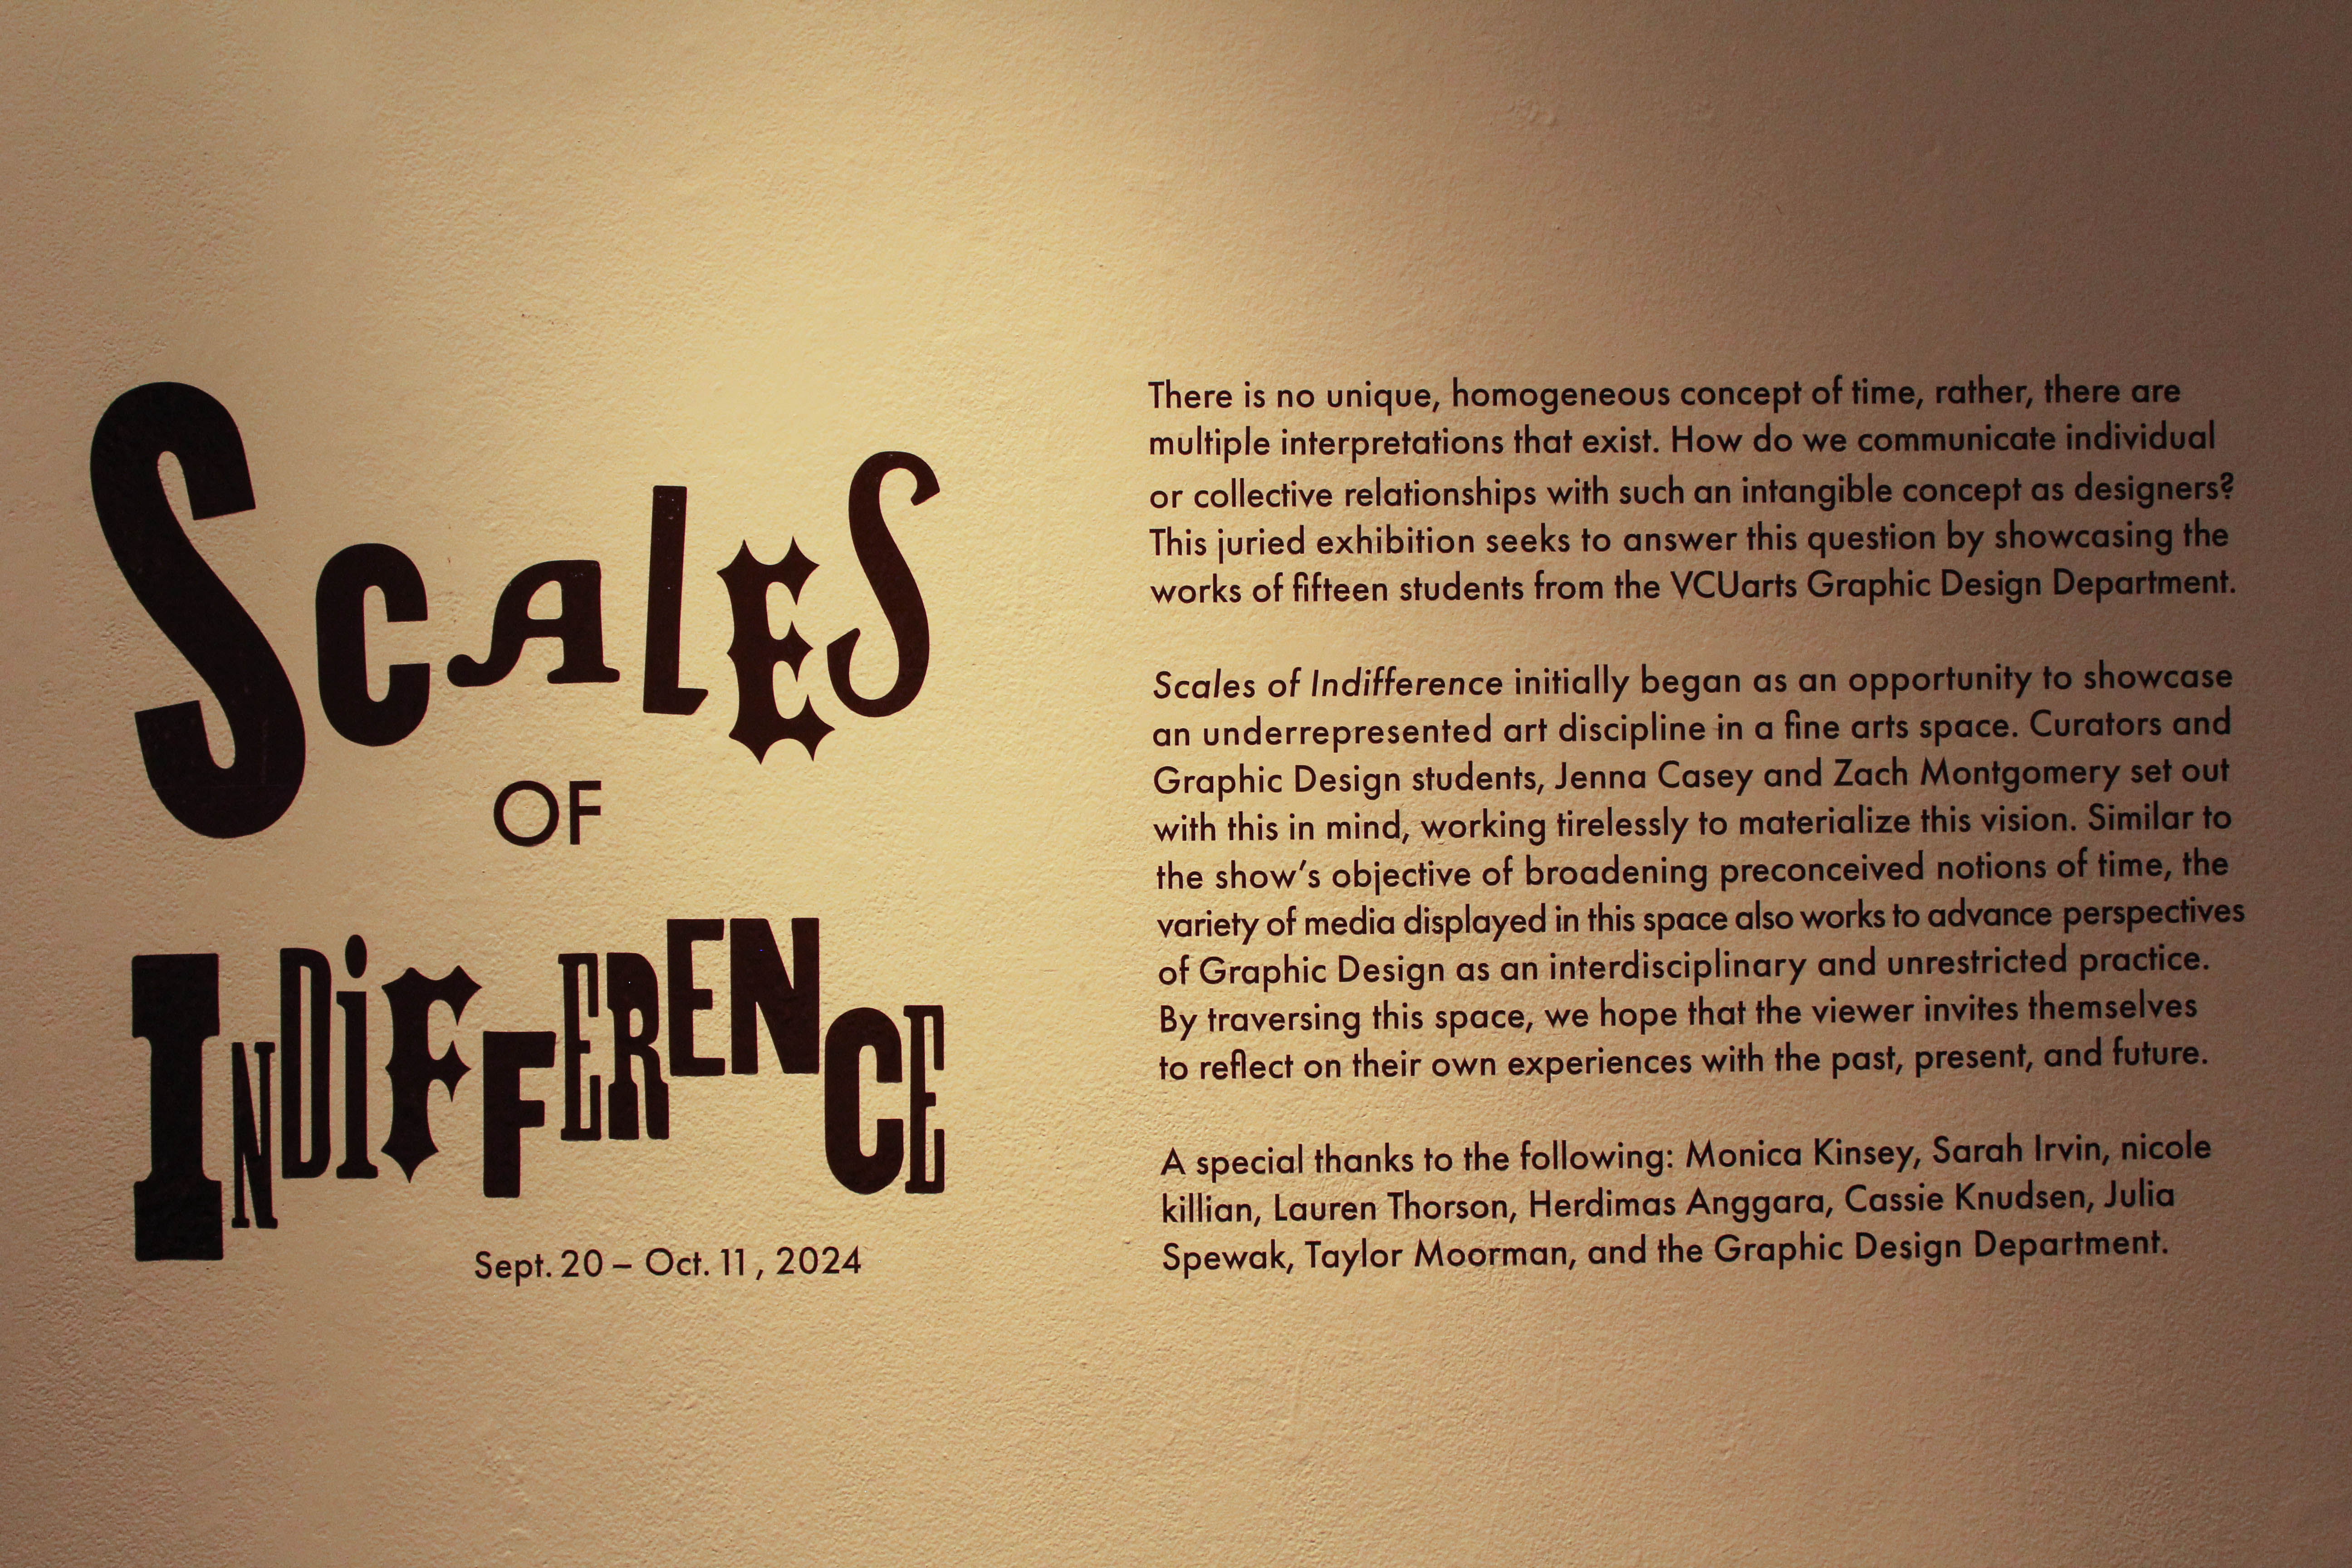 ScALES
OF
INDiFFERENCE
Sept. 20 – Oct. 11, 2024
There is no unique, homogeneous concept of time, rather, there are
multiple interpretations that exist. How do we communicate individual
or collective relationships with such an intangible concept as designers?
This juried exhibition seeks to answer this question by showcasing the
works of fifteen students from the VCUarts Graphic Design Department.
Scales of Indifference initially began as an opportunity to showcase
an underrepresented art discipline in a fine arts space. Curators and
Graphic Design students, Jenna Casey and Zach Montgomery set out
with this in mind, working tirelessly to materialize this vision. Similar to
the show’s objective of broadening preconceived notions of time, the
variety of media displayed in this space also works to advance perspectives
of Graphic Design as an interdisciplinary and unrestricted practice.
By traversing this space, we hope that the viewer invites themselves
to reflect on their own experiences with the past, present, and future.
A special thanks to the following: Monica Kinsey, Sarah Irvin, nicole
killian, Lauren Thorson, Herdimas Anggara, Cassie Knudsen, Julia
Spewak, Taylor Moorman, and the Graphic Design Department.